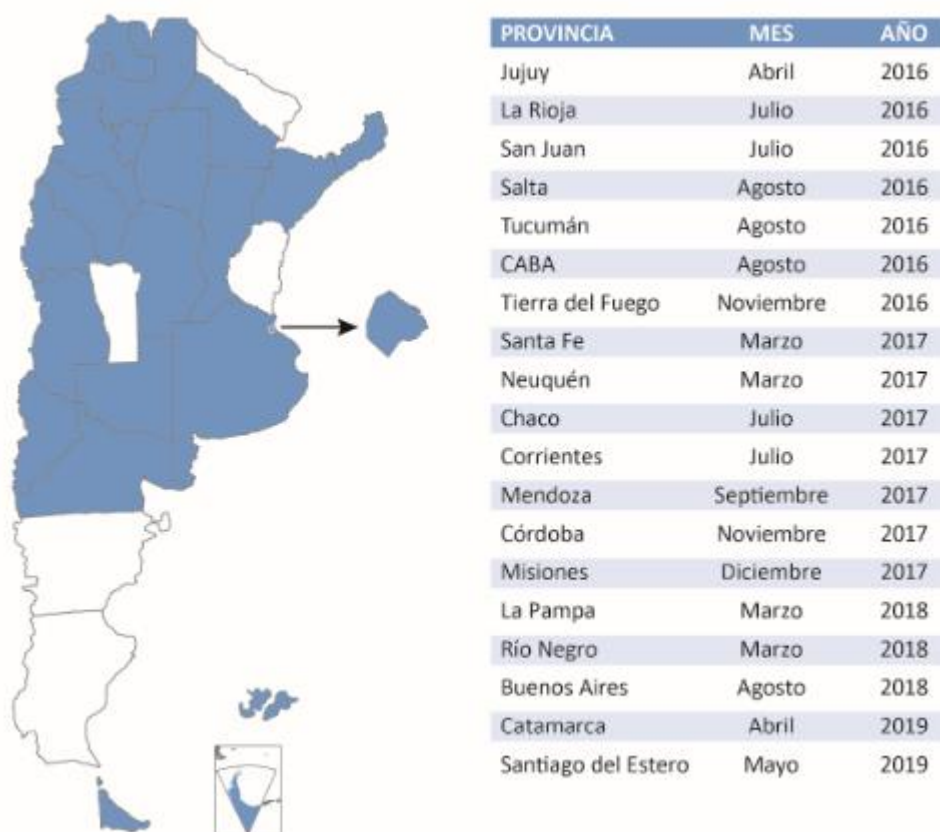 PROVINCIA MES AÑO
Jujuy Abril 2016
La Rioja Julio 2016
San Juan Julio 2016
Salta Agosto 2016
Tucumán Agosto 2016
CABA Agosto 2016
Tierra del Fuego Noviembre 2016
Santa Fe Marzo 2017
Neuquén Marzo 2017
Chaco Julio 2017
Corrientes Julio 2017
Mendoza Septiembre 2017
Córdoba Noviembre 2017
Misiones Diciembre 2017
La Pampa Marzo 2018
Río Negro Marzo 2018
Buenos Aires Agosto 2018
Catamarca Abril 2019
Santiago del Estero Mayo 2019